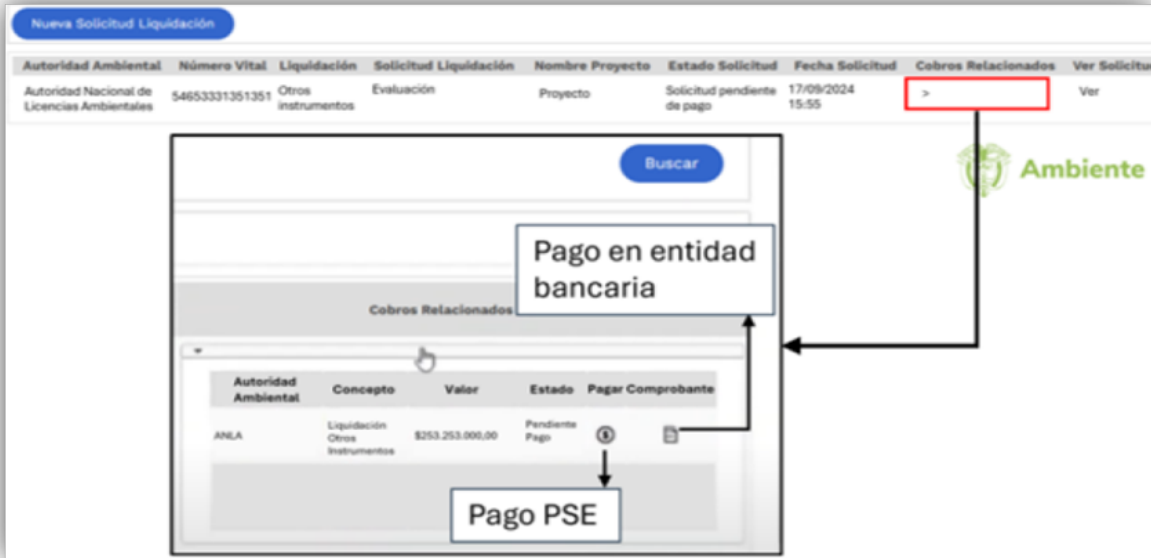 Nueva Solicitud Liquidación
Autoridad Ambiental Número Vital Liquidación Solicitud Liquidación Nombre Proyecto Estado Solicitud Fecha Solicitud Cobros Relacionados Ver Solicitud
Autoridad Nacional de Licencias Ambientales 54653331351351 Otros instrumentos Evaluación Proyecto Solicitud pendiente de pago 17/09/2024 15:55 > Ver
Ambiente
Buscar
Pago en entidad
bancaria
Cobros Relacionados
Autoridad Ambiental Concepto Valor Estado Pagar Comprobante
ANLA Liquidación Otros Instrumentos $253.253.000,00 Pendiente Pago
Pago PSE